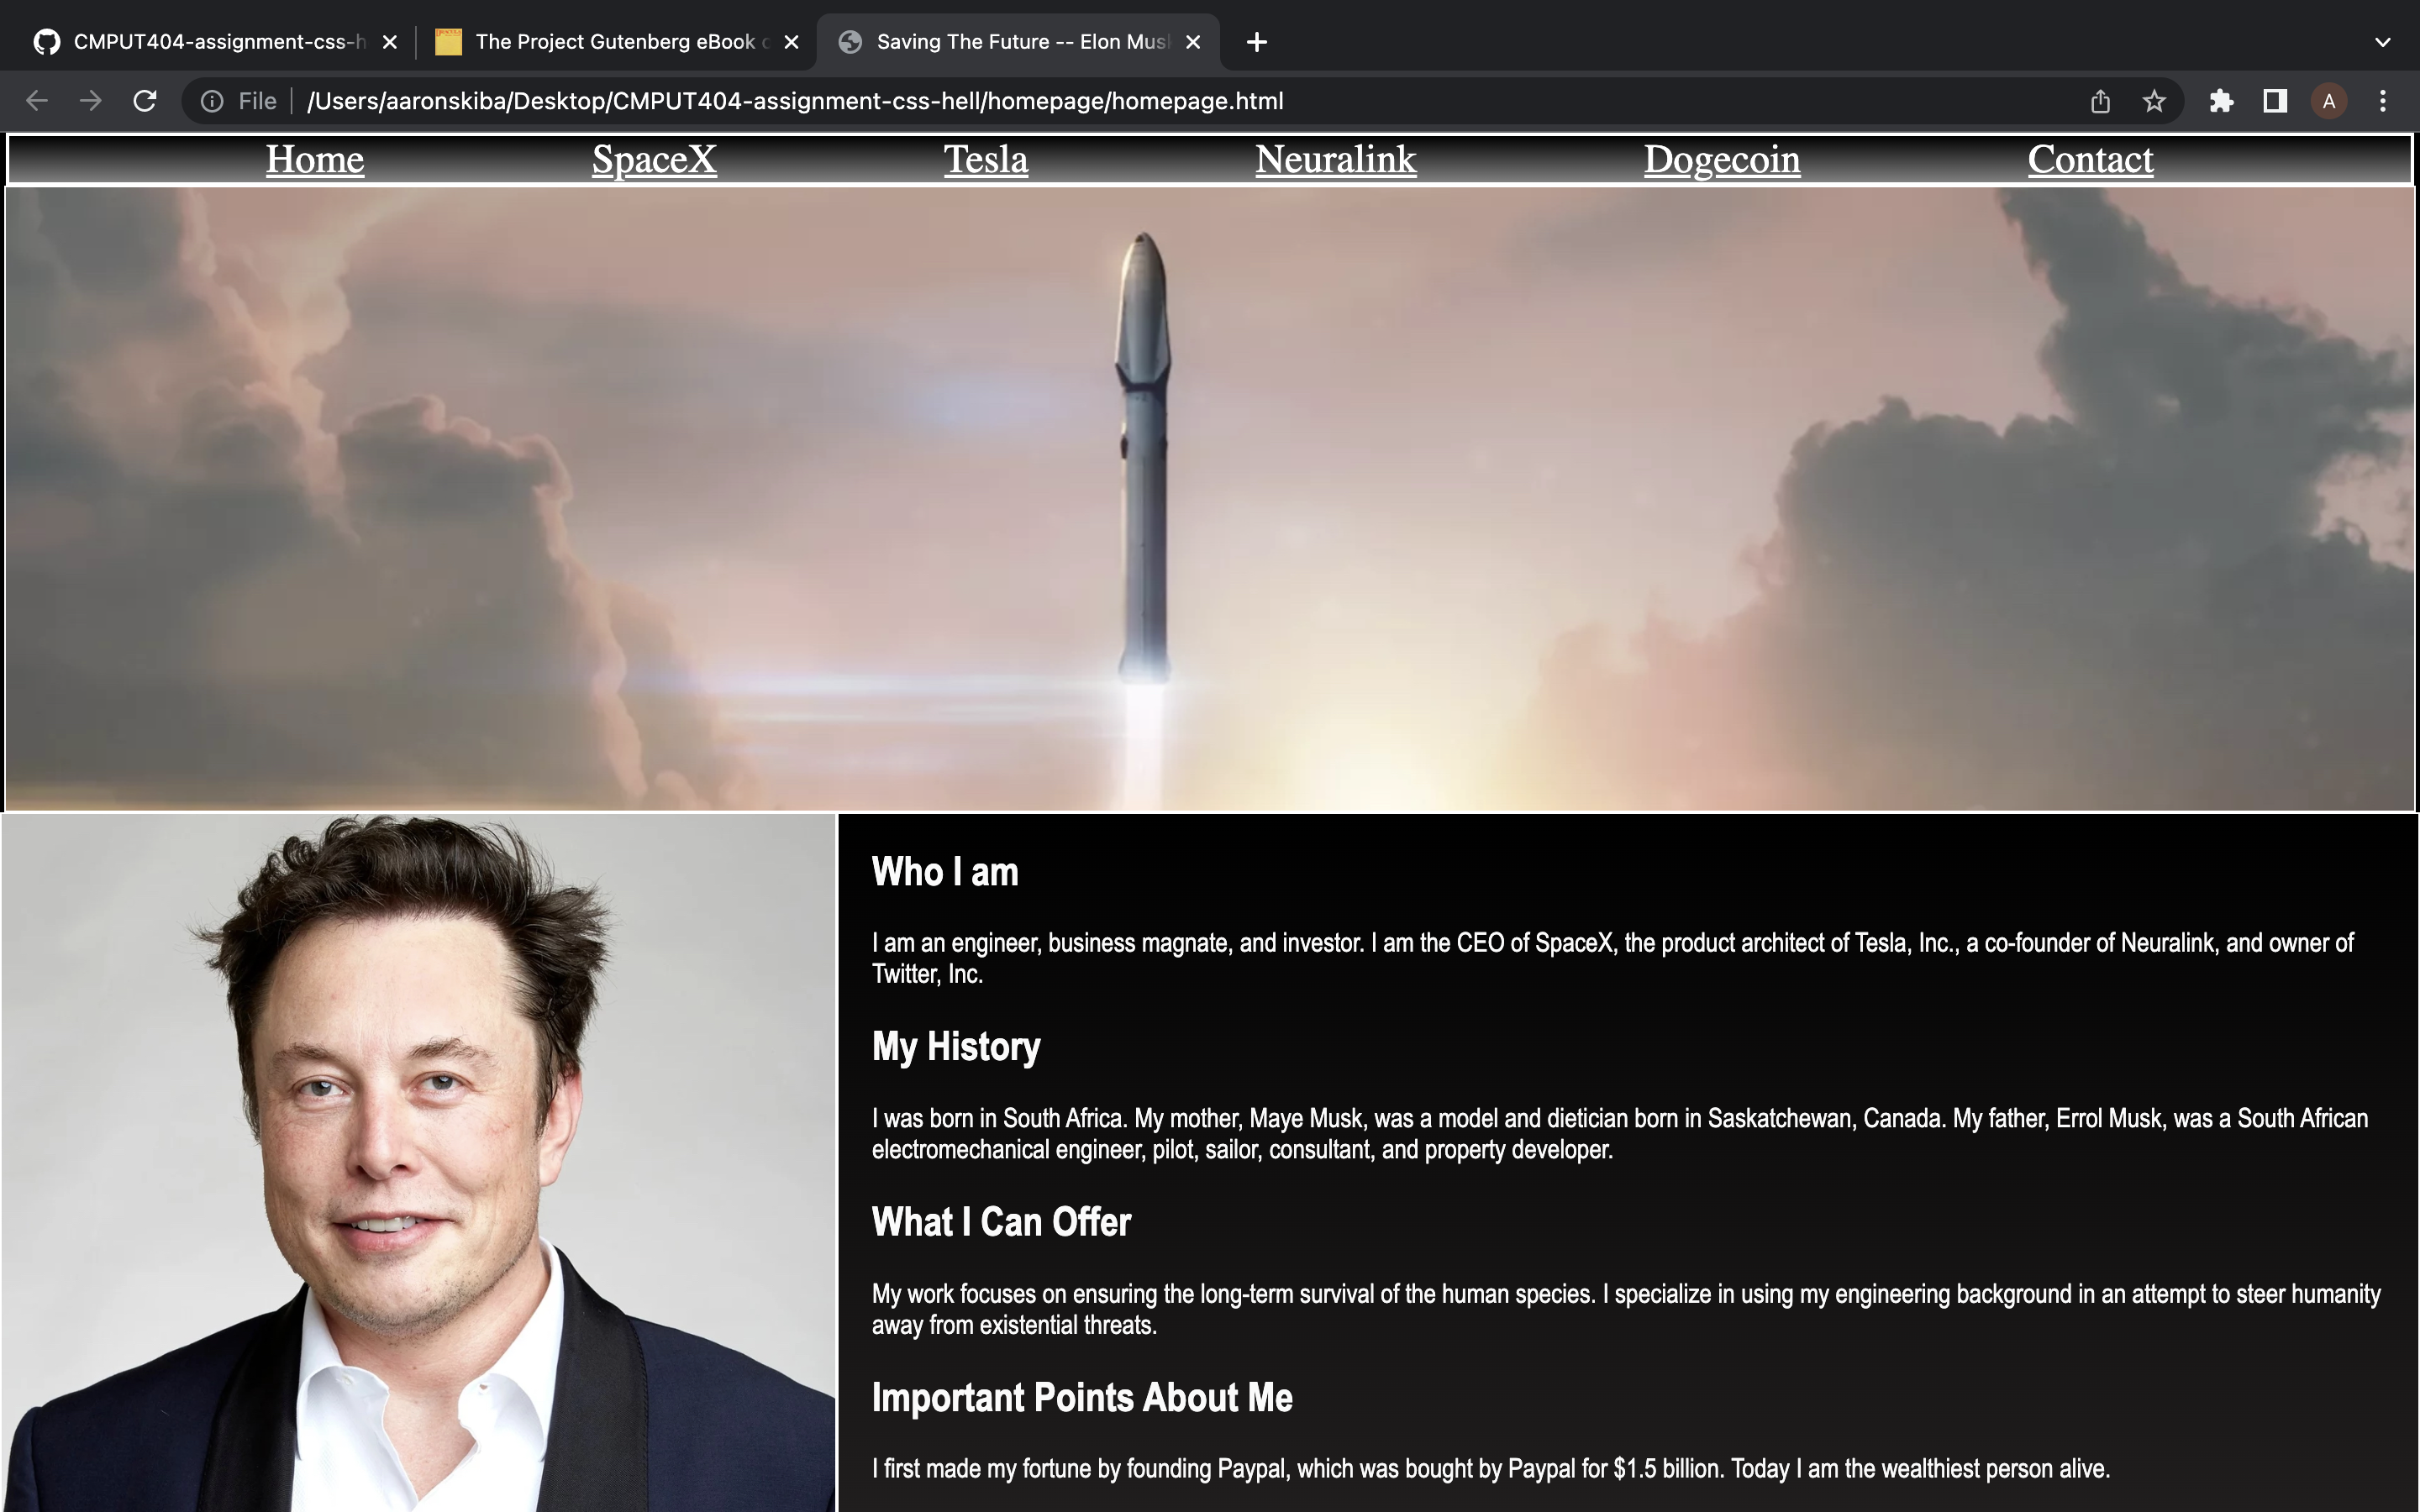 CMPUT404-assignment-css-h
The Project Gutenberg eBook
Saving The Future -- Elon Mus
File
/Users/aaronskiba/Desktop/CMPUT404-assignment-css-hell/homepage/homepage.html
A
Home SpaceX Tesla Neuralink Dogecoin Contact
Who I am
I am an engineer, business magnate, and investor. I am the CEO of SpaceX, the product architect of Tesla, Inc., a co-founder of Neuralink, and owner of
Twitter, Inc.
My History
I was born in South Africa. My mother, Maye Musk, was a model and dietician born in Saskatchewan, Canada. My father, Errol Musk, was a South African
electromechanical engineer, pilot, sailor, consultant, and property developer.
What I Can Offer
My work focuses on ensuring the long-term survival of the human species. I specialize in using my engineering background in an attempt to steer humanity
away from existential threats.
Important Points About Me
I first made my fortune by founding Paypal, which was bought by Paypal for $1.5 billion. Today I am the wealthiest person alive.